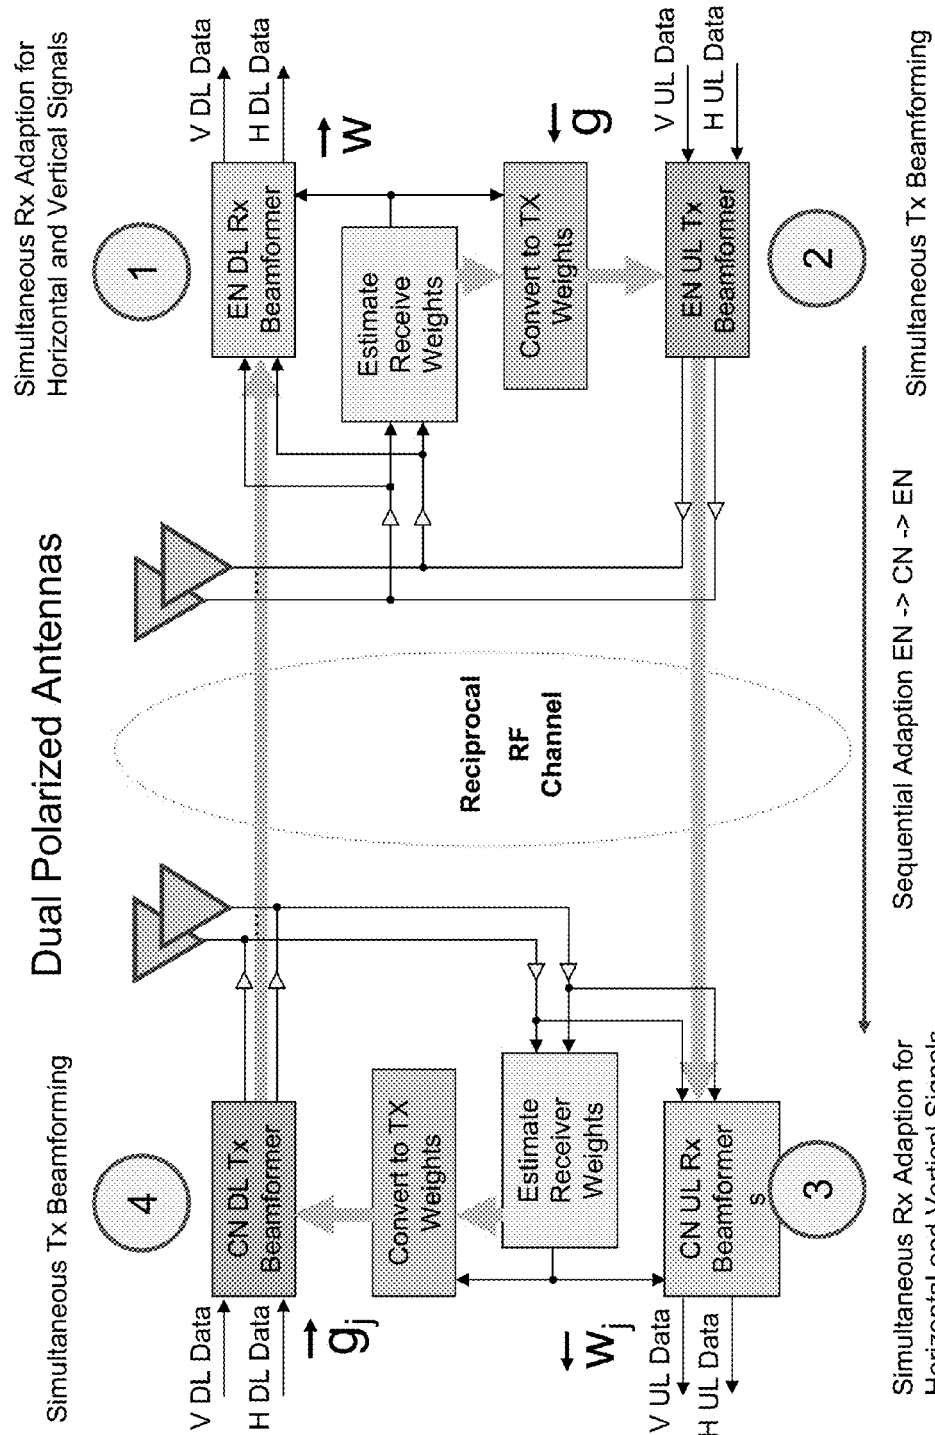 Dual Polarized Antennas
Simultaneous Tx Beamforming
4
V DL Data
H DL Data
CN DL Tx
Beamformer
g j
Convert to TX
Weights
Estimate
Receiver
Weights
w j
V UL Data
H UL Data
CN UL Rx
Beamformer
s
3
Simultaneous Rx Adaption for
Horizontal and Vertical Signals
Reciprocal
RF
Channel
Sequential Adaption EN -> CN -> EN
Simultaneous Rx Adaption for
Horizontal and Vertical Signals
1
EN DL Rx
Beamformer
V DL Data
H DL Data
w
Estimate
Receive
Weights
Convert to TX
Weights
g
EN UL Tx
Beamformer
V UL Data
H UL Data
2
Simultaneous Tx Beamforming